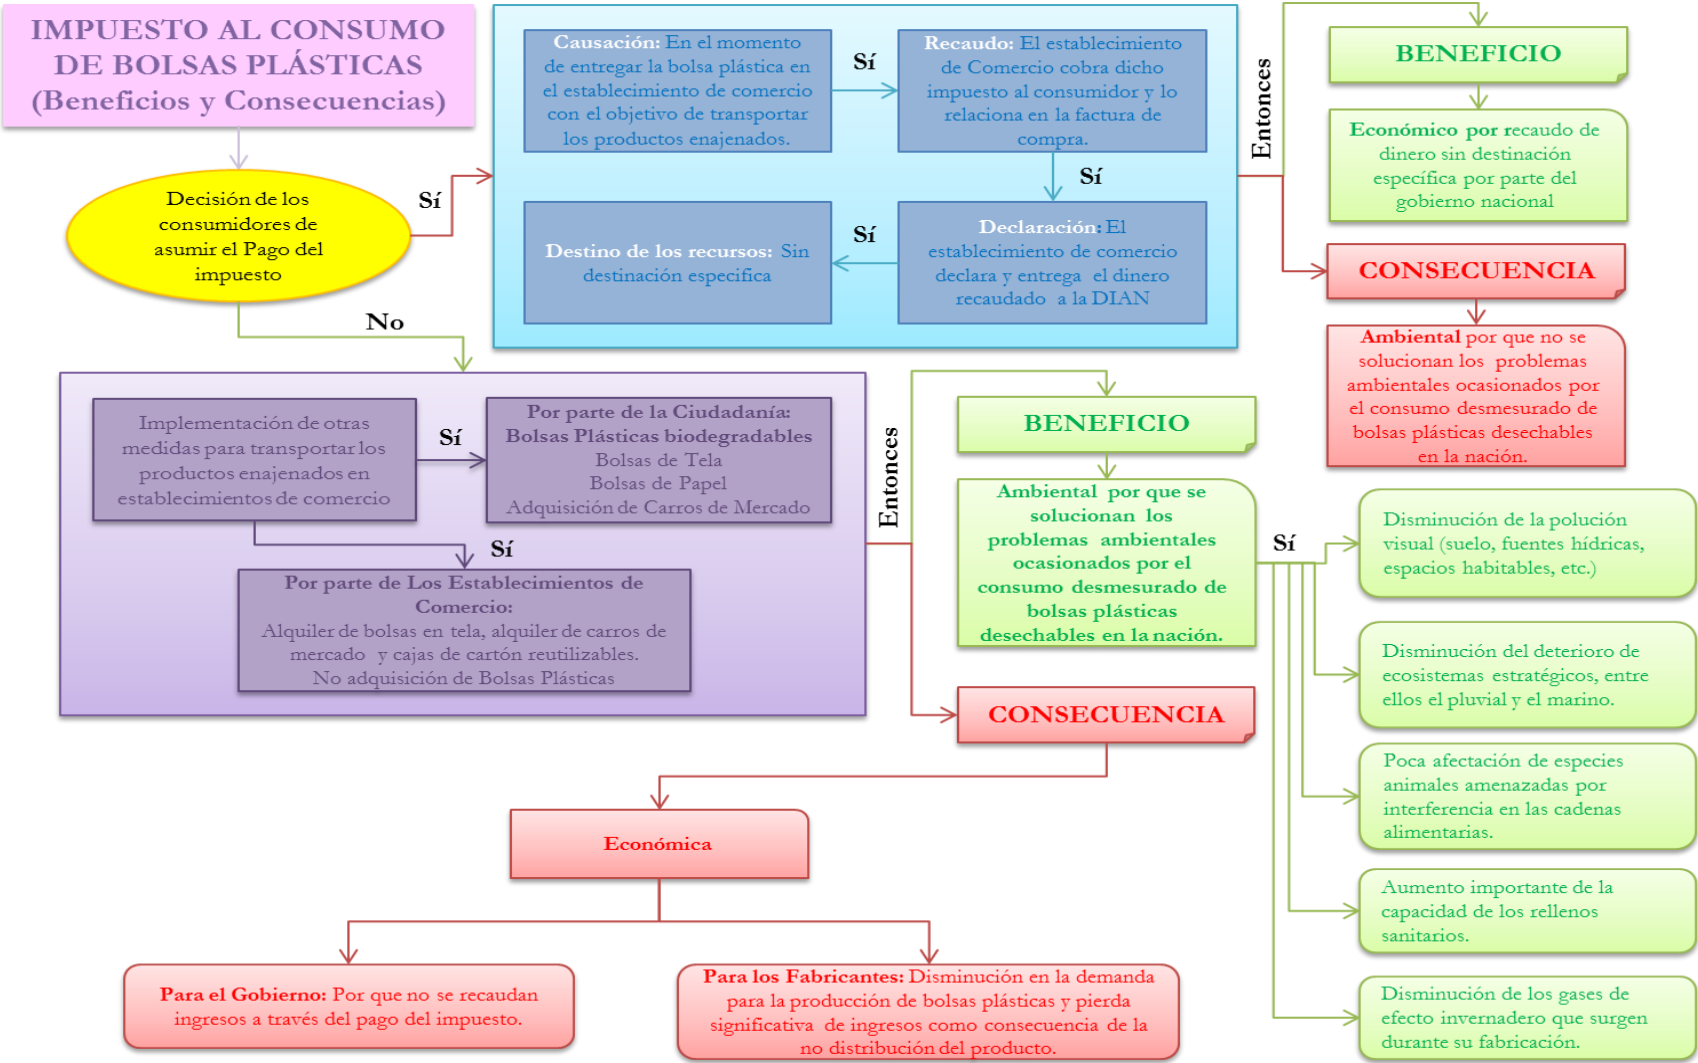 IMPUESTO AL CONSUMO
DE BOLSAS PLÁSTICAS
(Beneficios y Consecuencias)
Decisión de los
consumidores de
asumir el Pago del
impuesto
Sí
Causación: En el momento
de entregar la bolsa plástica en
el establecimiento de comercio
con el objetivo de transportar
los productos enajenados.
Sí
Recaudo: El establecimiento
de Comercio cobra dicho
impuesto al consumidor y lo
relaciona en la factura de
compra.
Sí
Declaración: El
establecimiento de comercio
declara y entrega el dinero
recaudado a la DIAN
Sí
Destino de los recursos: Sin
destinación especifica
Entonces
BENEFICIO
Económico por recaudo de
dinero sin destinación
específica por parte del
gobierno nacional
CONSECUENCIA
Ambiental por que no se
solucionan los problemas
ambientales ocasionados por
el consumo desmesurado de
bolsas plásticas desechables
en la nación.
No
Implementación de otras
medidas para transportar los
productos enajenados en
establecimientos de comercio
Sí
Por parte de la Ciudadanía:
Bolsas Plásticas biodegradables
Bolsas de Tela
Bolsas de Papel
Adquisición de Carros de Mercado
Sí
Por parte de Los Establecimientos de
Comercio:
Alquiler de bolsas en tela, alquiler de carros de
mercado y cajas de cartón reutilizables.
No adquisición de Bolsas Plásticas
Entonces
BENEFICIO
Ambiental por que se
solucionan los
problemas ambientales
ocasionados por el
consumo desmesurado de
bolsas plásticas
desechables en la nación.
Sí
Disminución de la polución
visual (suelo, fuentes hídricas,
espacios habitables, etc.)
Disminución del deterioro de
ecosistemas estratégicos, entre
ellos el pluvial y el marino.
Poca afectación de especies
animales amenazadas por
interferencia en las cadenas
alimentarias.
Aumento importante de la
capacidad de los rellenos
sanitarios.
Disminución de los gases de
efecto invernadero que surgen
durante su fabricación.
CONSECUENCIA
Económica
Para el Gobierno: Por que no se recaudan
ingresos a través del pago del impuesto.
Para los Fabricantes: Disminución en la demanda
para la producción de bolsas plásticas y pierda
significativa de ingresos como consecuencia de la
no distribución del producto.